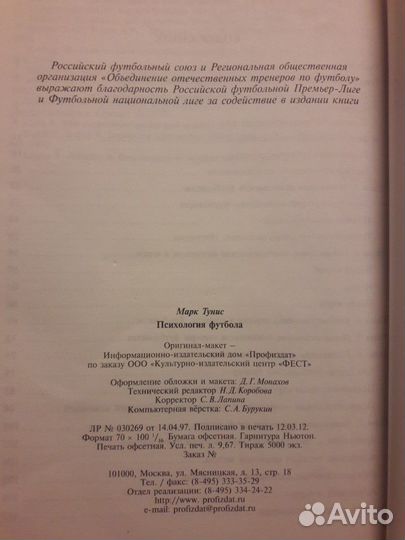 Российский футбольный союз и Региональная общественная
организация «Объединение отечественных тренеров по футболу»
выражают благодарность Российской футбольной Премьер-Лиге
и Футбольной национальной лиге за содействие в издании книги
Марк Тунис
Психология футбола
Оригинал-макет –
Информационно-издательский дом «Профиздат»
по заказу ООО «Культурно-издательский центр «ФЕСТ»
Оформление обложки и макета: Д.Г. Монахов
Технический редактор Н.Д. Коробова
Корректор С.В. Лапина
Компьютерная вёрстка: С.А. Бурукин
ЛР № 030269 от 14.04.97. Подписано в печать 12.03.12.
Формат 70 × 100 1/16. Бумага офсетная. Гарнитура Ньютон.
Печать офсетная. Усл. печ. л. 9,67. Тираж 5000 экз.
Заказ №
101000, Москва, ул. Мясницкая, д. 13, стр. 18
Тел./факс: (8-495) 333-35-29
Отдел реализации: (8-495) 334-24-22
http://www. profizdat.ru
e-mail: profizdat@profizdat.ru
Avito